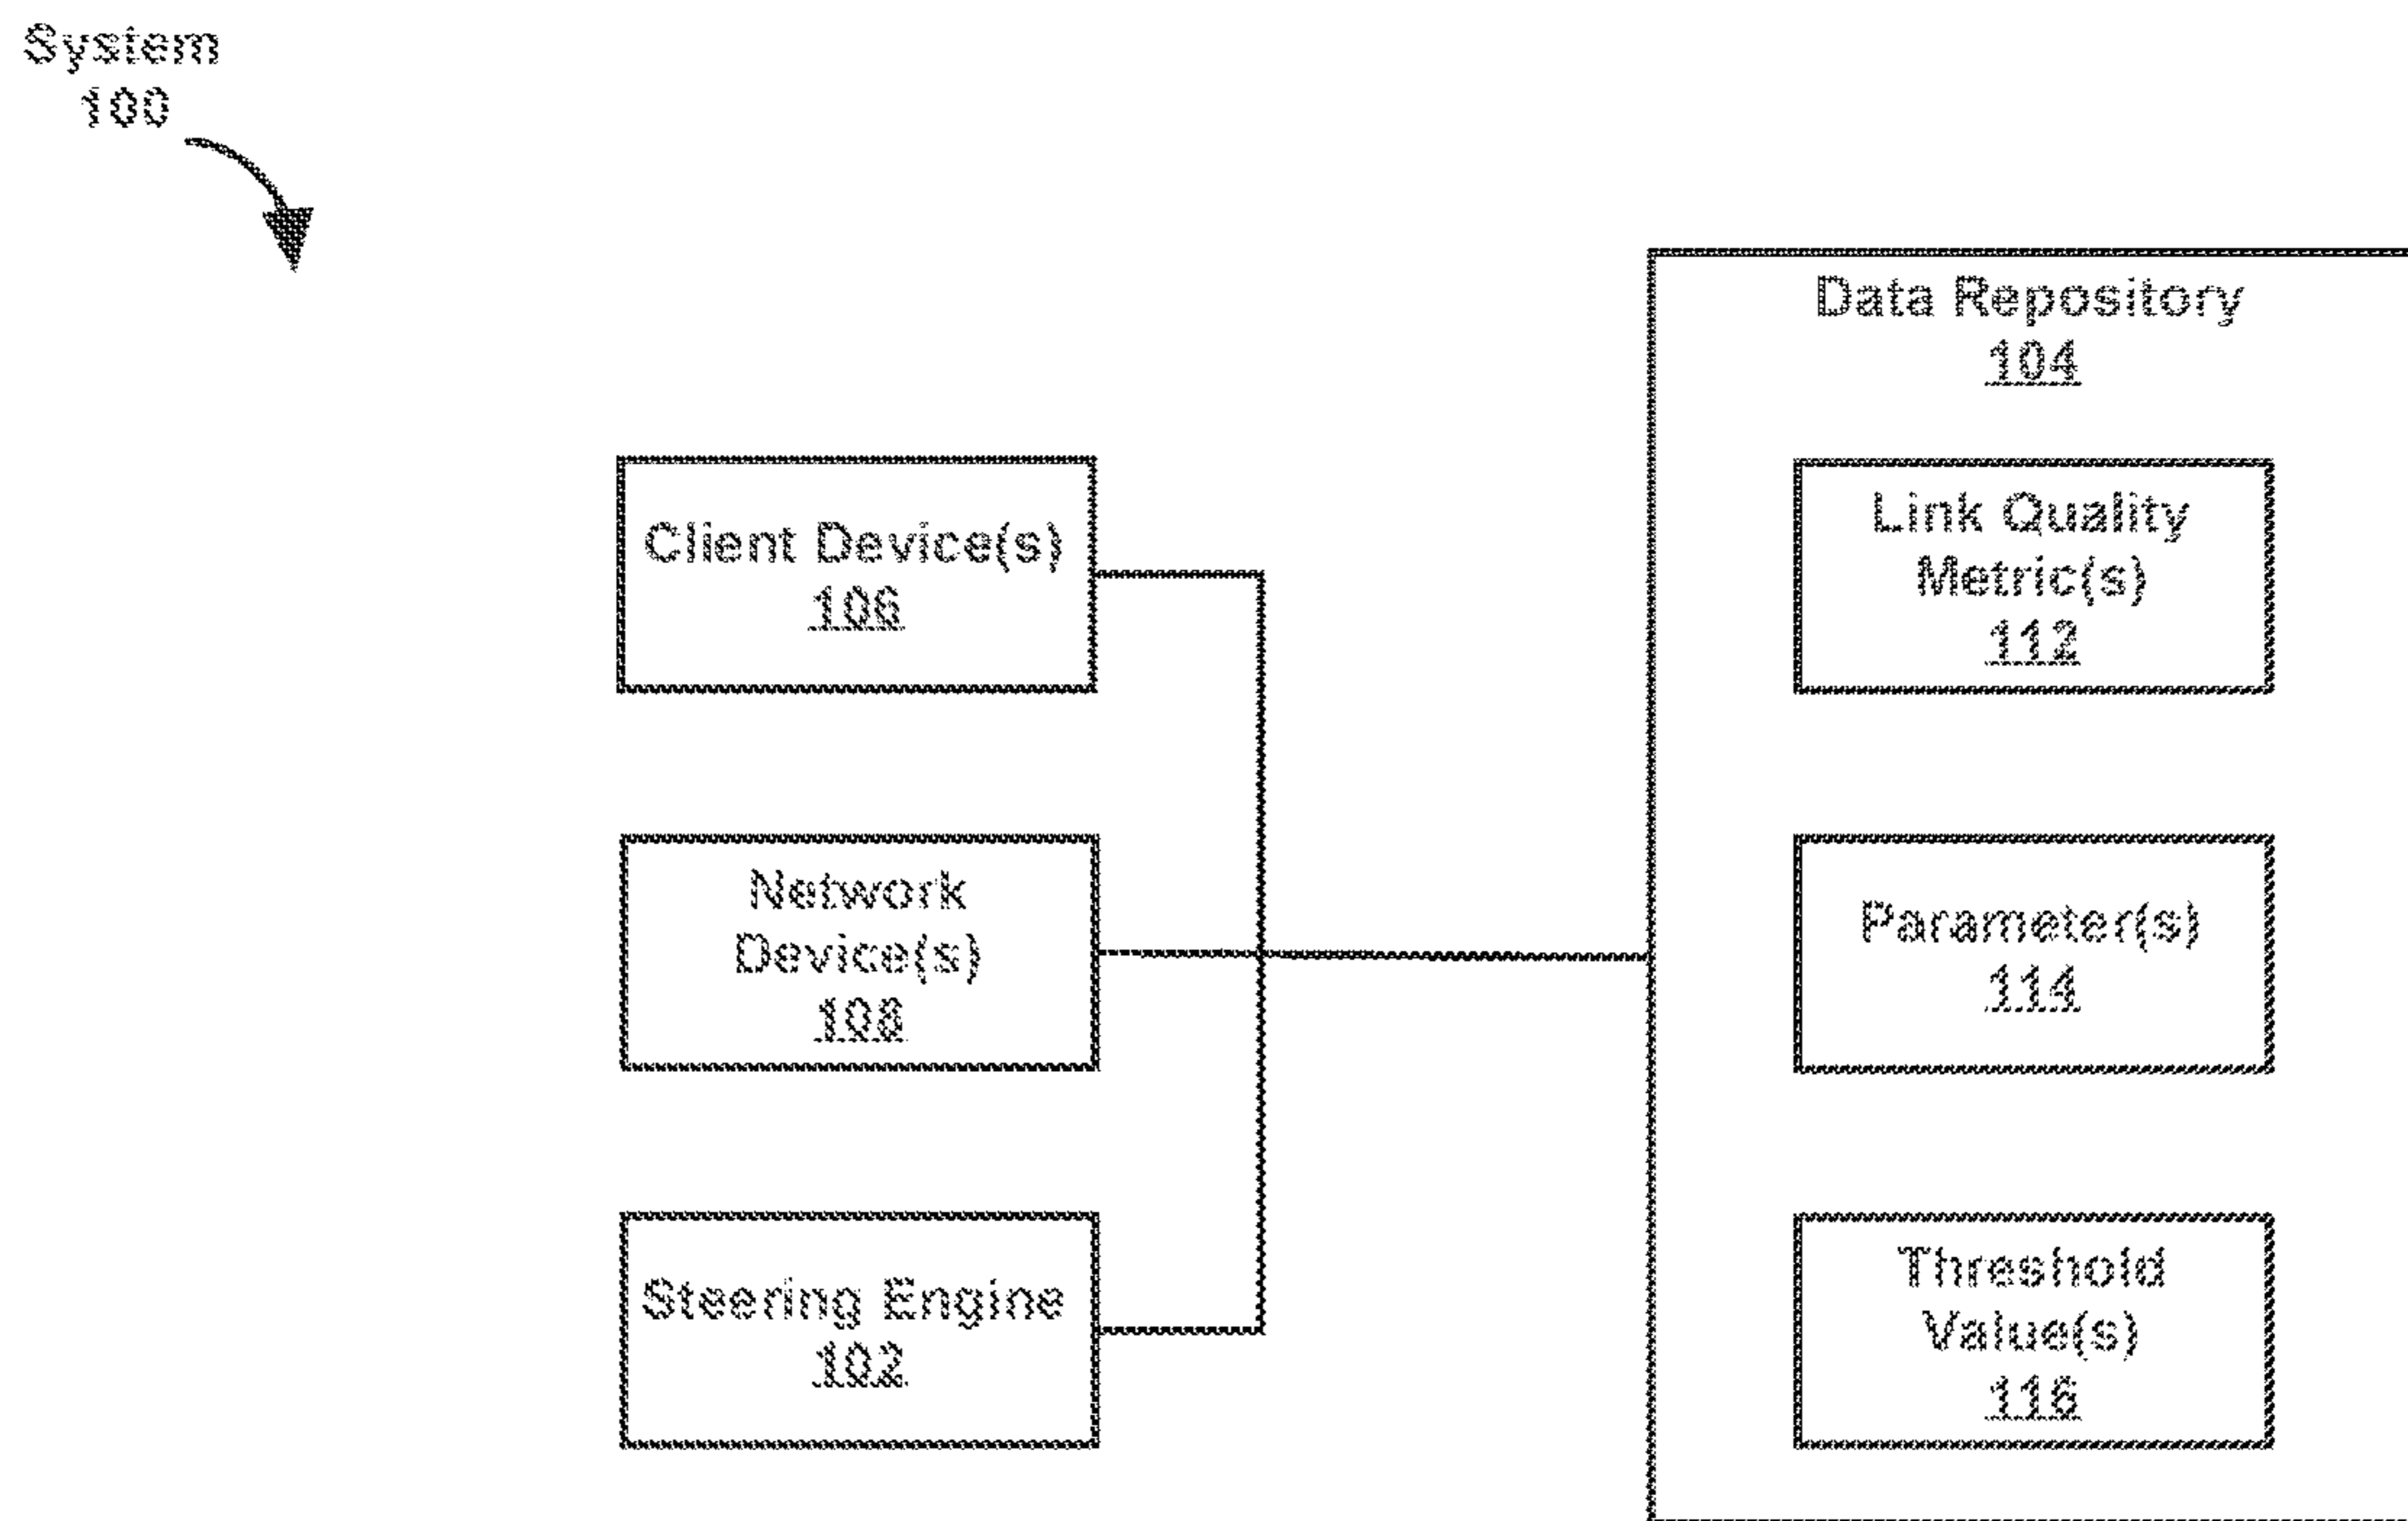 System
100
Data Repository
104
Client Device(s)
106
Link Quality
Metric(s)
112
Network
Device(s)
108
Parameter(s)
114
Steering Engine
102
Threshold
Value(s)
116